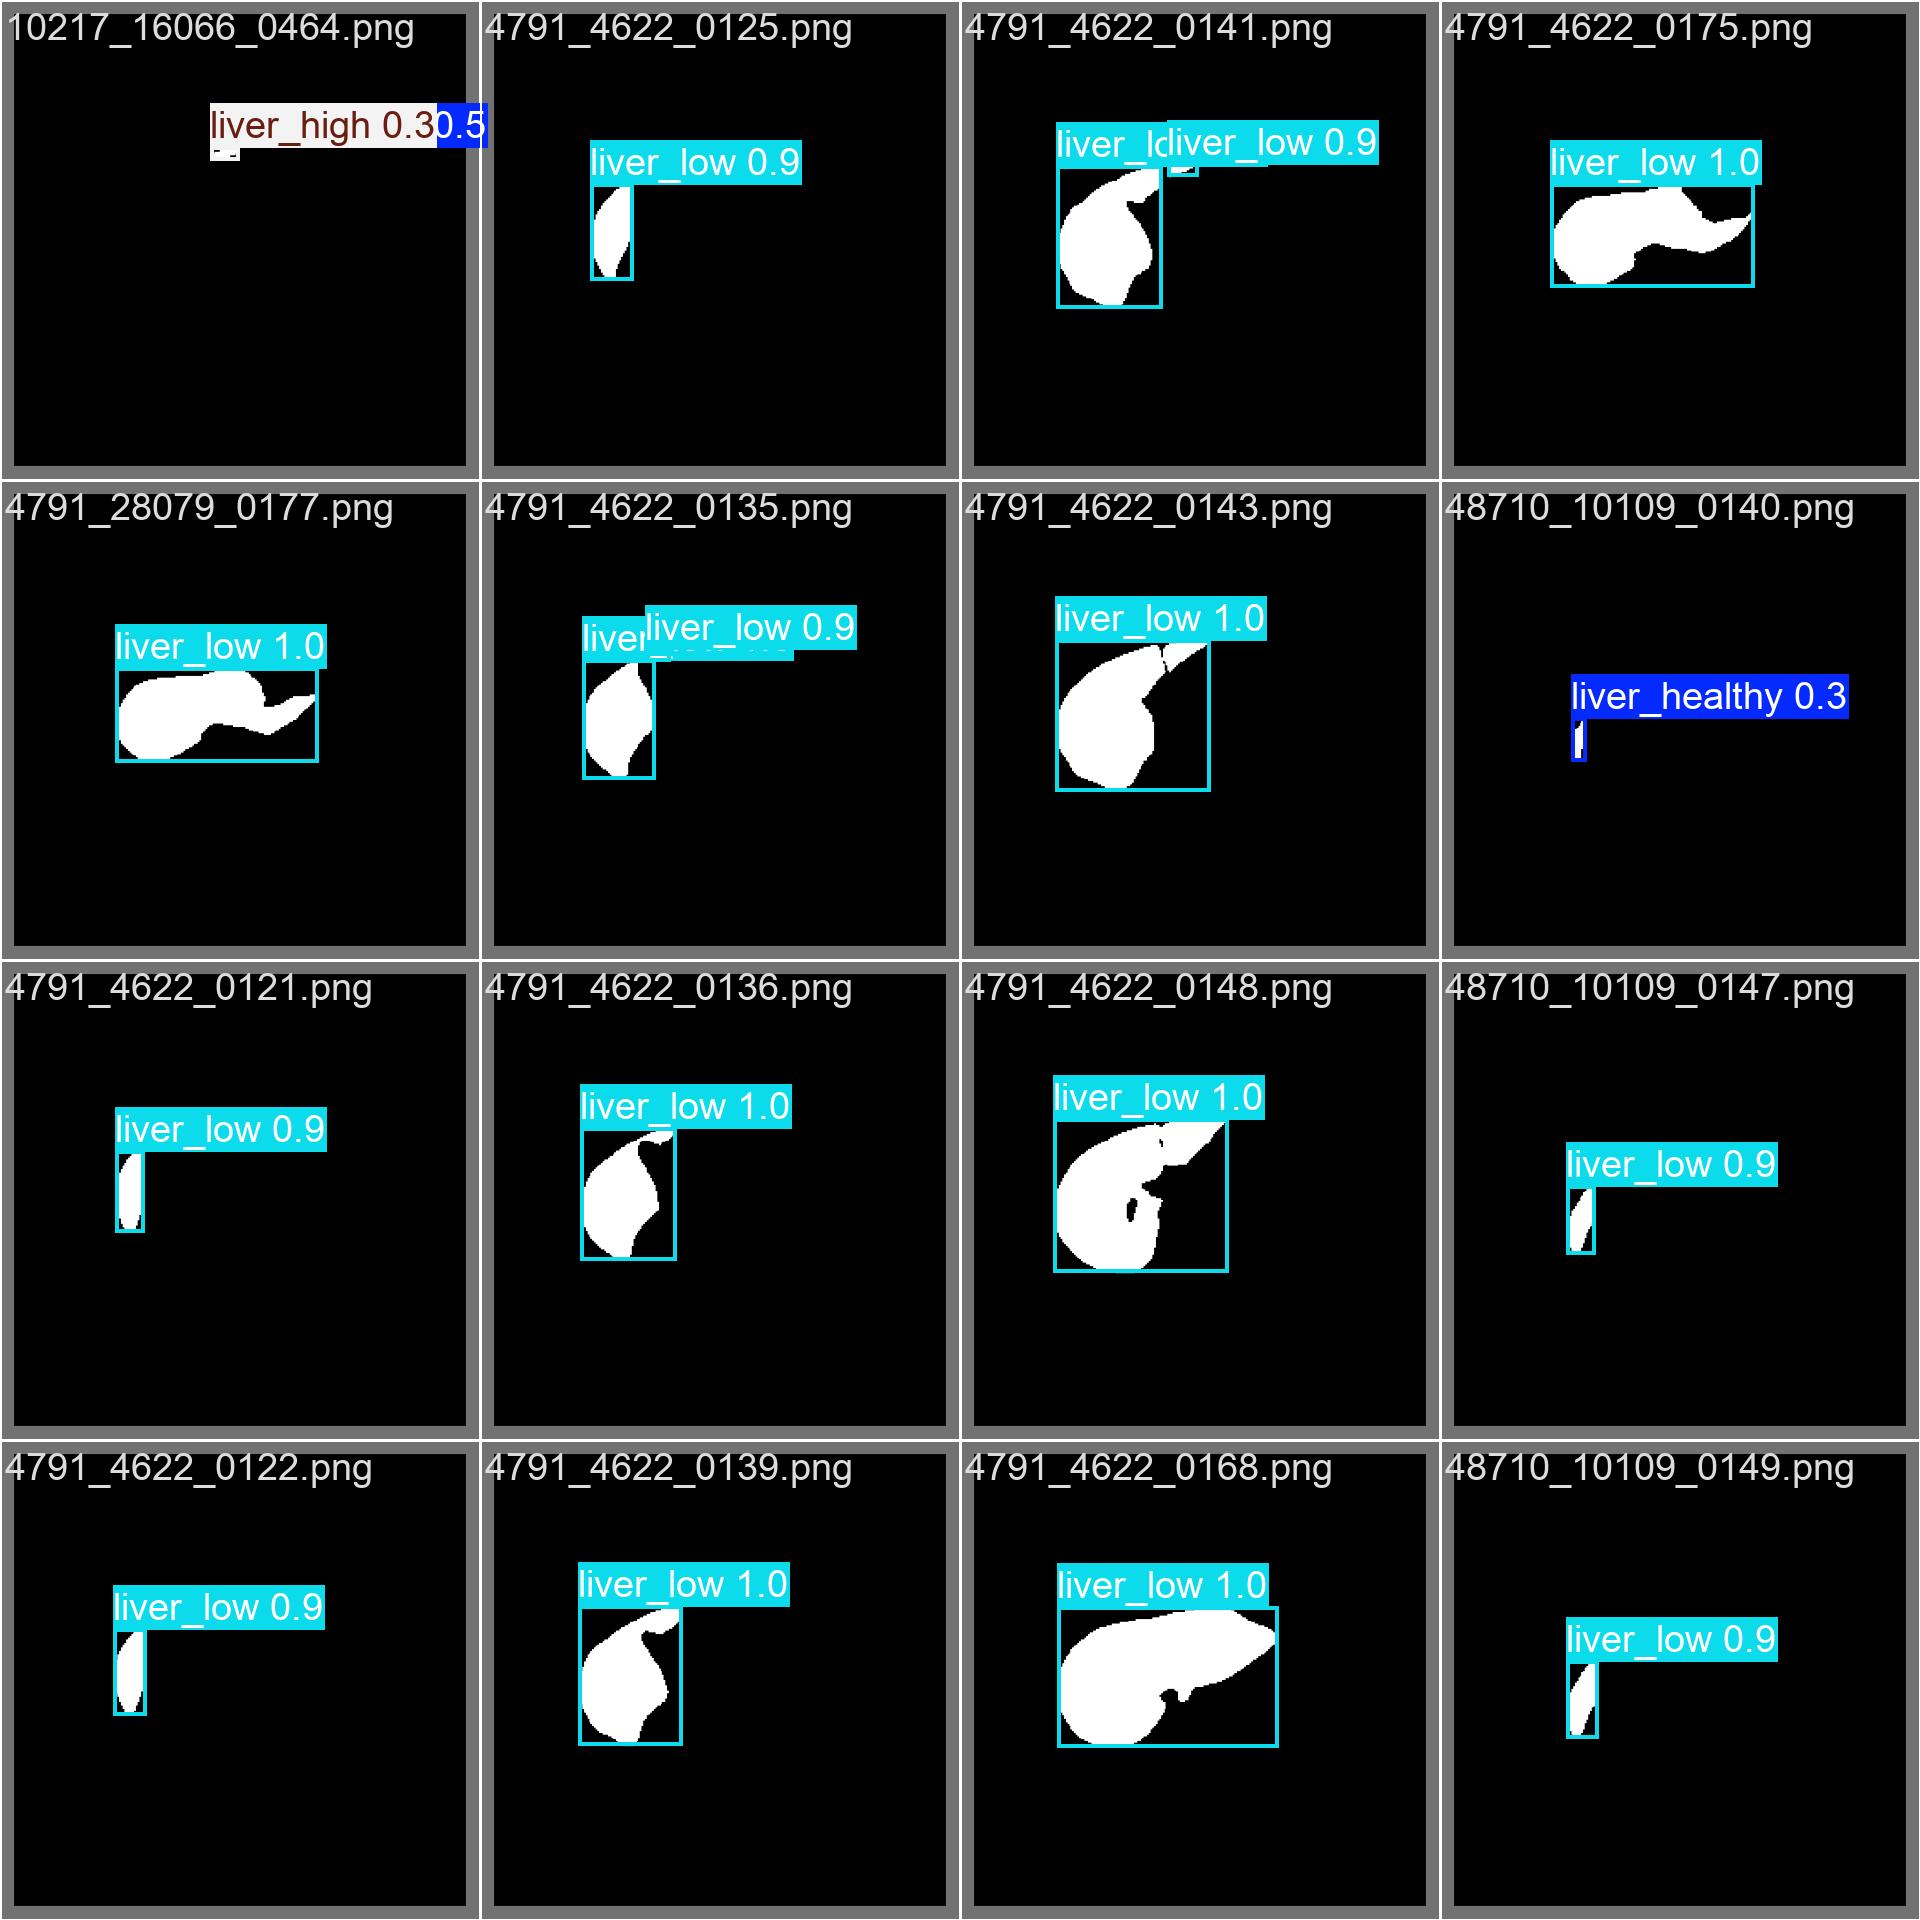 10217_16066_0464.png
liver_high 0.3
0.5
4791_4622_0125.png
liver_low 0.9
4791_4622_0141.png
liver_lo
liver_low 0.9
4791_4622_0175.png
liver_low 1.0
4791_28079_0177.png
liver_low 1.0
4791_4622_0135.png
liver_low 0.9
liver
4791_4622_0143.png
liver_low 1.0
48710_10109_0140.png
liver_healthy 0.3
4791_4622_0121.png
liver_low 0.9
4791_4622_0136.png
liver_low 1.0
4791_4622_0148.png
liver_low 1.0
48710_10109_0147.png
liver_low 0.9
4791_4622_0122.png
liver_low 0.9
4791_4622_0139.png
liver_low 1.0
4791_4622_0168.png
liver_low 1.0
48710_10109_0149.png
liver_low 0.9